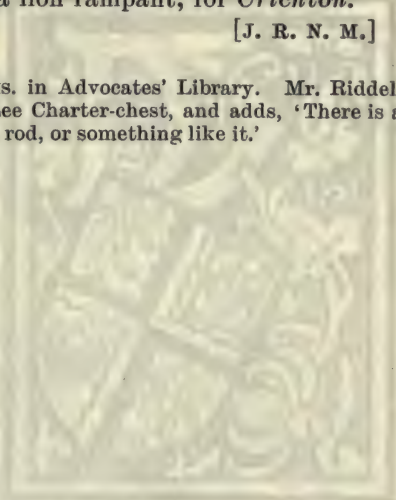 a lion rampant, for Crichton.
[J. R. N. M.]
s. in Advocates' Library. Mr. Riddel
ee Charter-chest, and adds, 'There is a
rod, or something like it.'